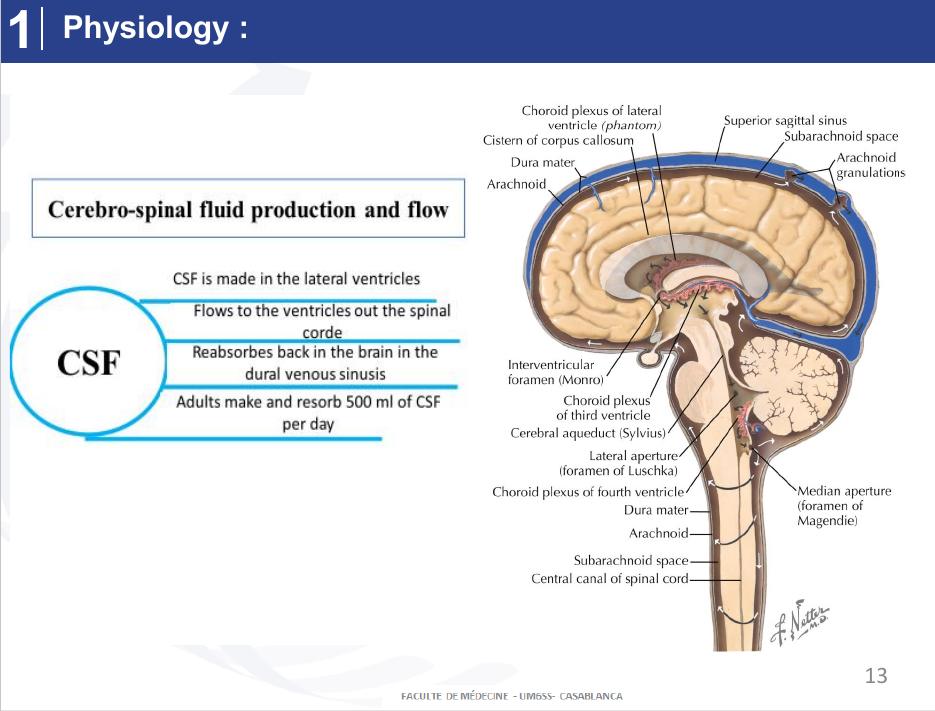 1
Physiology :
Cerebro-spinal fluid production and flow
CSF
CSF is made in the lateral ventricles
Flows to the ventricles out the spinal
corde
Reabsorbes back in the brain in the
dural venous sinusis
Adults make and resorb 500 ml of CSF
per day
Choroid plexus of lateral
ventricle (phantom)
Cistern of corpus callosum
Dura mater
Arachnoid
Superior sagittal sinus
Subarachnoid space
Arachnoid
granulations
Interventricular
foramen (Monro)
Choroid plexus
of third ventricle
Cerebral aqueduct (Sylvius)
Lateral aperture
(foramen of Luschka)
Choroid plexus of fourth ventricle
Dura mater
Arachnoid
Subarachnoid space
Central canal of spinal cord
Median aperture
(foramen of
Magendie)
F. Netter
M.D.
13
FACULTE DE MÉDECINE - UM6SS- CASABLANCA